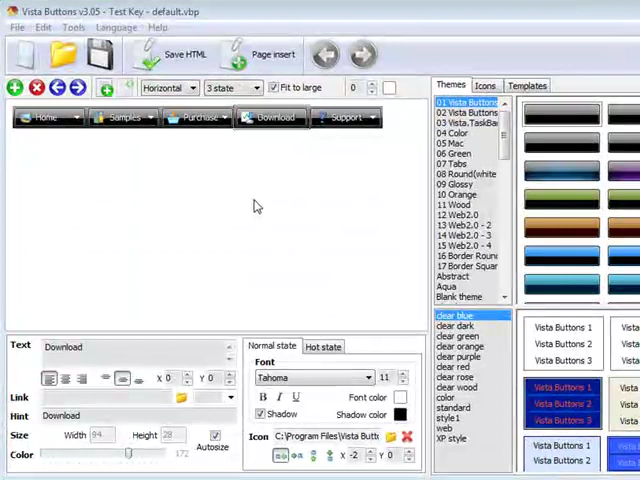 Vista Buttons v3.05 - Test Key - default.vbp
File Edit Tools Language Help
Save HTML Page insert
Horizontal 3 state Fit to large 0
Home Samples Purchase Download Support
Themes Icons Templates
01 Vista Buttons
02 Vista Buttons
03 Vista.TaskBa
04 Color
05 Mac
06 Green
07 Tabs
08 Round(white
09 Glossy
10 Orange
11 Wood
12 Web2.0
13 Web2.0 - 2
14 Web2.0 - 3
15 Web2.0 - 4
16 Border Roun
17 Border Squar
Abstract
Aqua
Blank theme
clear blue
clear dark
clear green
clear orange
clear purple
clear red
clear rose
clear wood
color
standard
style1
web
XP style
Vista Buttons 1
Vista Buttons 2
Vista Buttons 3
Vista Buttons 1
Vista Buttons 2
Vista Buttons 3
Vista Buttons 1
Vista Buttons 2
Text Download
X 0 Y 0
Link
Hint Download
Size Width 94 Height 28 Autosize
Color 172
Normal state Hot state
Font
Tahoma 11
B I U Font color
Shadow Shadow color
Icon C:\Program Files\Vista Butto
X -2 Y 0